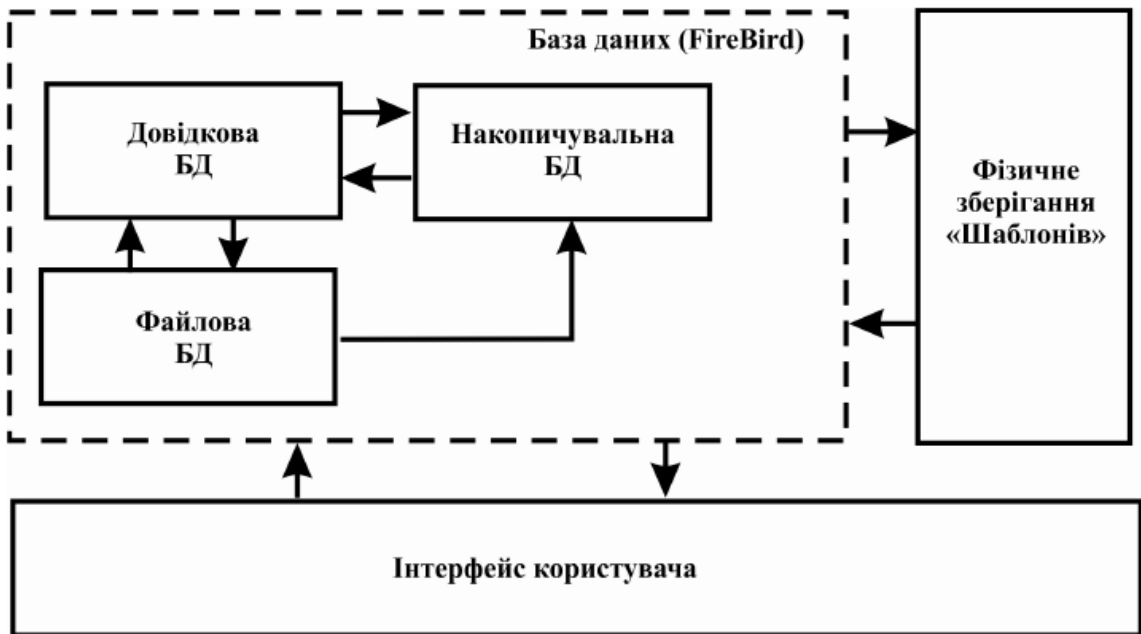 База даних (FireBird)
Довідкова
БД
Накопичувальна
БД
Фізичне
зберігання
«Шаблонів»
Файлова
БД
Інтерфейс користувача